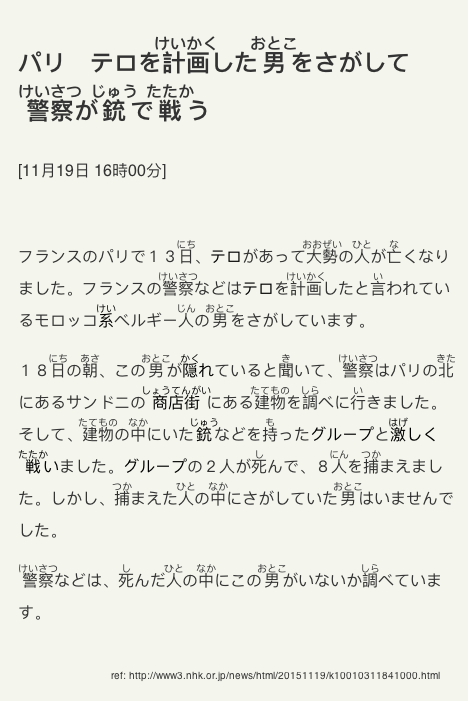 パリ　テロを計画した男をさがして
警察が銃で戦う
[11月19日 16時00分]
フランスのパリで１３日、テロがあって大勢の人が亡くなり
ました。フランスの警察などはテロを計画したと言われてい
るモロッコ系ベルギー人の男をさがしています。
１８日の朝、この男が隠れていると聞いて、警察はパリの北
にあるサンドニの商店街にある建物を調べに行きました。
そして、建物の中にいた銃などを持ったグループと激しく
戦いました。グループの２人が死んで、８人を捕まえまし
た。しかし、捕まえた人の中にさがしていた男はいませんで
した。
警察などは、死んだ人の中にこの男がいないか調べていま
す。
ref: http://www3.nhk.or.jp/news/html/20151119/k10010311841000.html